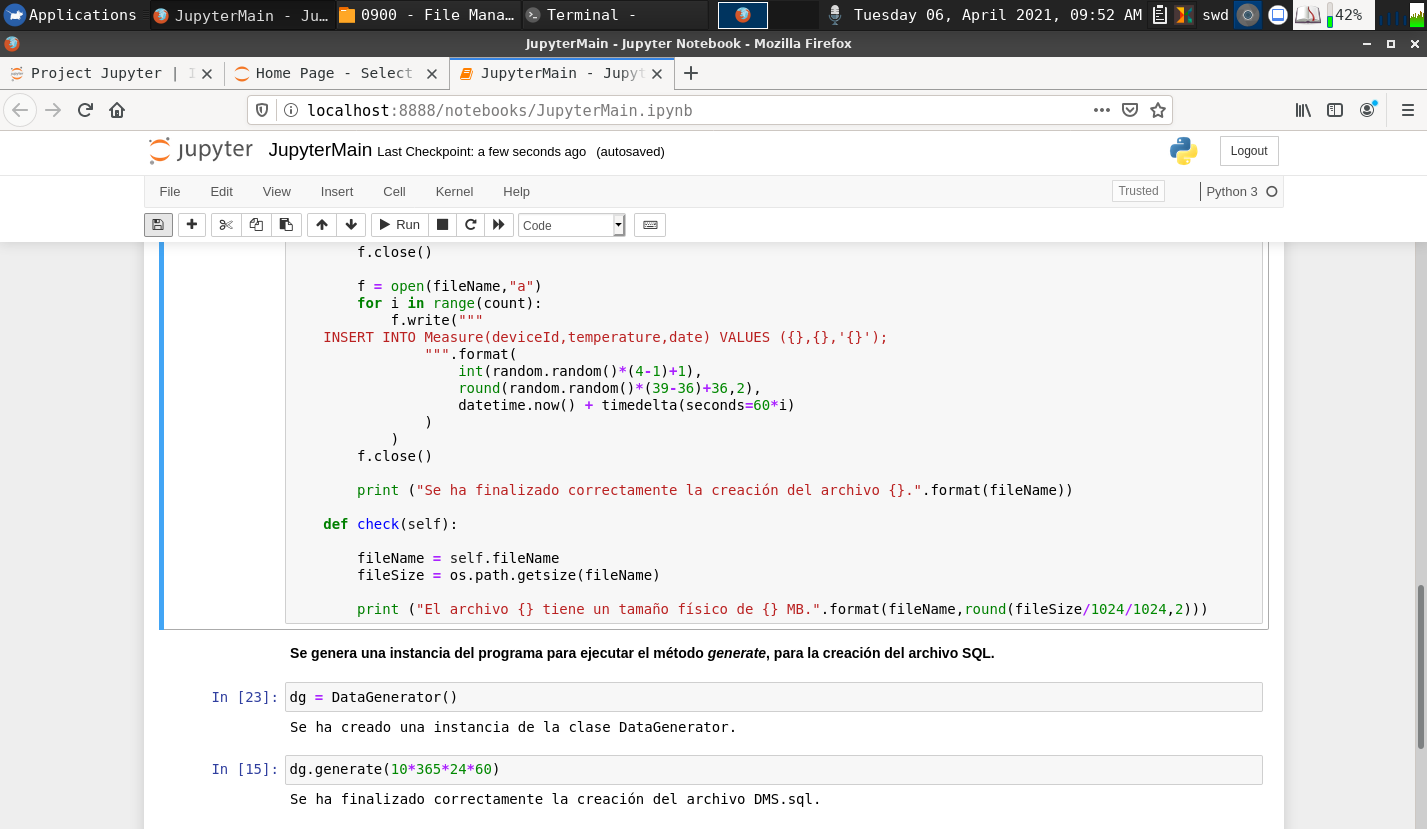 Applications
JupyterMain - Ju...
0900 - File Mana...
Terminal -
Tuesday 06, April 2021, 09:52 AM
swd
42%
JupyterMain - Jupyter Notebook - Mozilla Firefox
Project Jupyter | I
Home Page - Select
JupyterMain - Jupyt
localhost:8888/notebooks/JupyterMain.ipynb
jupyter
JupyterMain Last Checkpoint: a few seconds ago (autosaved)
Logout
File Edit View Insert Cell Kernel Help
Trusted
Python 3
Run
Code
        f.close()

        f = open(fileName,"a")
        for i in range(count):
            f.write("""
    INSERT INTO Measure(deviceId,temperature,date) VALUES ({},{},'{}');
                """.format(
                    int(random.random()*(4-1)+1),
                    round(random.random()*(39-36)+36,2),
                    datetime.now() + timedelta(seconds=60*i)
                )
            )
        f.close()

        print ("Se ha finalizado correctamente la creación del archivo {}.".format(fileName))

    def check(self):

        fileName = self.fileName
        fileSize = os.path.getsize(fileName)

        print ("El archivo {} tiene un tamaño físico de {} MB.".format(fileName,round(fileSize/1024/1024,2)))
Se genera una instancia del programa para ejecutar el método generate, para la creación del archivo SQL.
In [23]: dg = DataGenerator()
Se ha creado una instancia de la clase DataGenerator.
In [15]: dg.generate(10*365*24*60)
Se ha finalizado correctamente la creación del archivo DMS.sql.